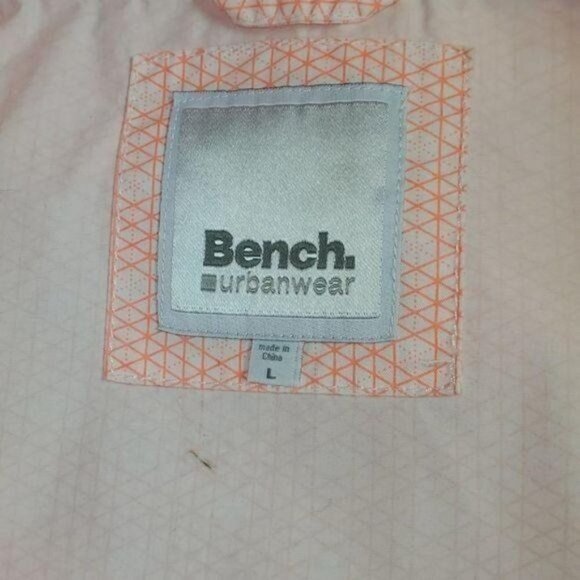 Bench.
urbanwear
made in
China
L